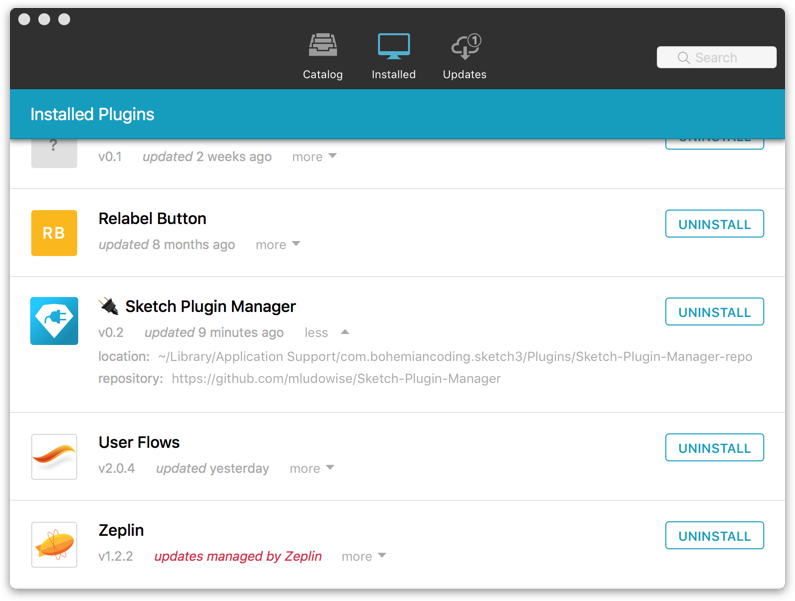 1
Catalog
Installed
Updates
Search
Installed Plugins
?
UNINSTALL
v0.1 updated 2 weeks ago more
RB
Relabel Button
updated 8 months ago more
UNINSTALL
Sketch Plugin Manager
v0.2 updated 9 minutes ago less
location: ~/Library/Application Support/com.bohemiancoding.sketch3/Plugins/Sketch-Plugin-Manager-repo
repository: https://github.com/mludowise/Sketch-Plugin-Manager
UNINSTALL
User Flows
v2.0.4 updated yesterday more
UNINSTALL
Zeplin
v1.2.2 updates managed by Zeplin more
UNINSTALL